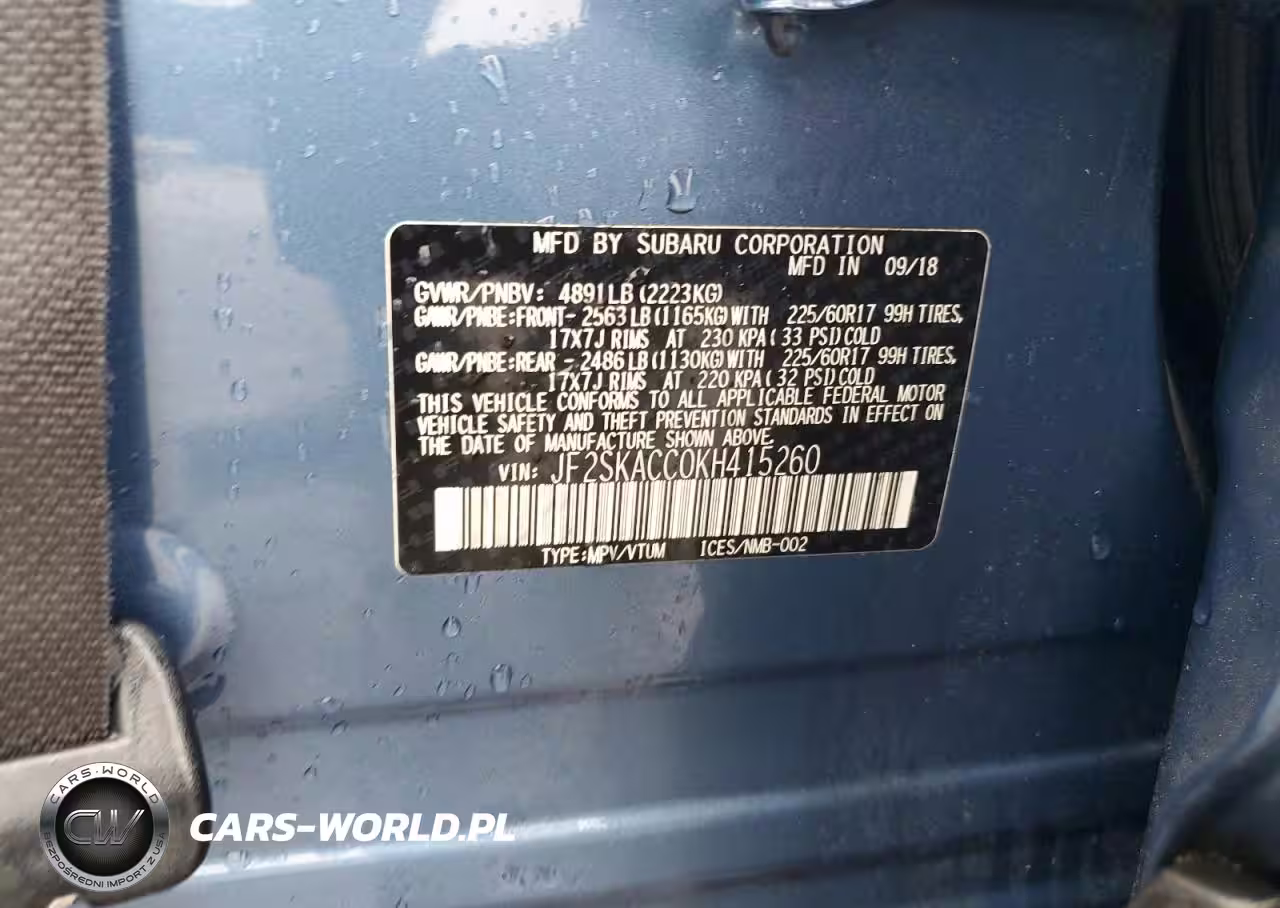 MFD BY SUBARU CORPORATION
MFD IN 09/18
GVWR/PNBV: 4891LB(2223KG)
GAWR/PNBE:FRONT- 2563LB(1165KG)WITH 225/60R17 99H TIRES,
17X7J RIMS AT 230 KPA( 33 PSI)COLD
GAWR/PNBE:REAR - 2486LB(1130KG)WITH 225/60R17 99H TIRES,
17X7J RIMS AT 220 KPA( 32 PSI)COLD
THIS VEHICLE CONFORMS TO ALL APPLICABLE FEDERAL MOTOR
VEHICLE SAFETY AND THEFT PREVENTION STANDARDS IN EFFECT ON
THE DATE OF MANUFACTURE SHOWN ABOVE.
VIN: JF2SKACC0KH415260
TYPE:MPV/VTUM ICES/NMB-002
CARS-WORLD
CW
BEZPOŚREDNI IMPORT Z USA
CARS-WORLD.PL